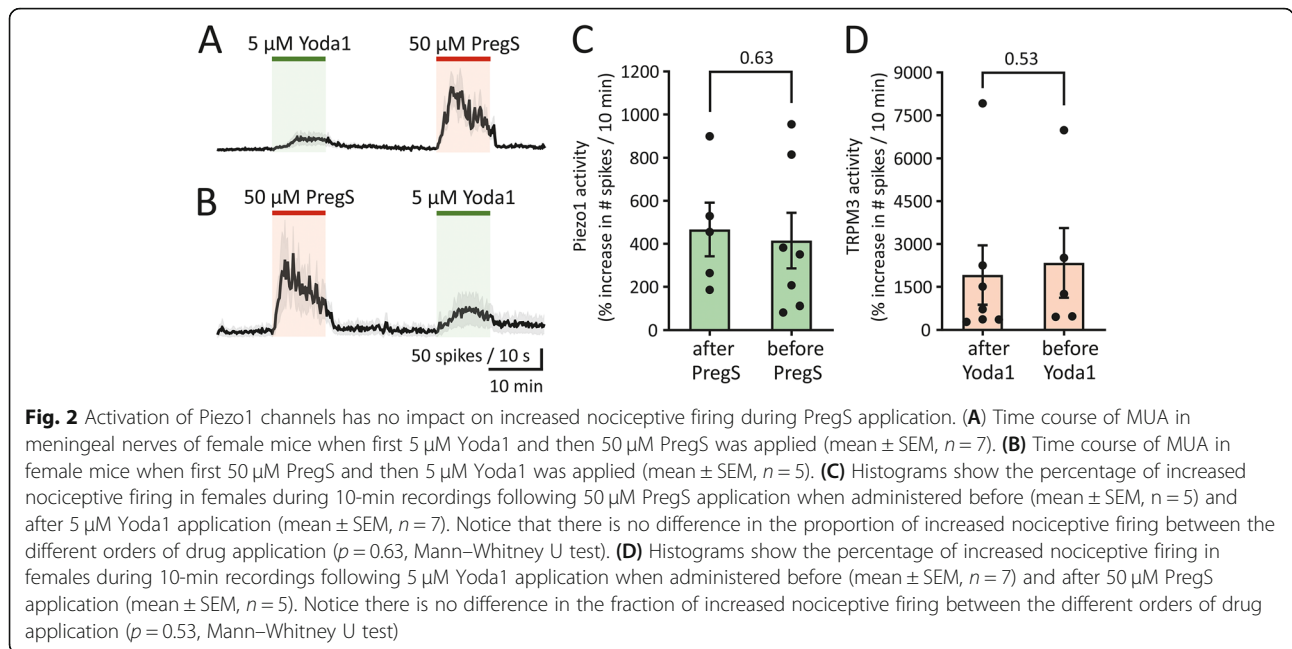 A
5 µM Yoda1
50 µM PregS
B
50 µM PregS
5 µM Yoda1
50 spikes / 10 s
10 min
C
Piezo1 activity
(% increase in # spikes / 10 min)
1200
1000
800
600
400
200
0
0.63
after
PregS
before
PregS
D
TRPM3 activity
(% increase in # spikes / 10 min)
9000
7500
6000
4500
3000
1500
0
0.53
after
Yoda1
before
Yoda1
Fig. 2 Activation of Piezo1 channels has no impact on increased nociceptive firing during PregS application. (A) Time course of MUA in
meningeal nerves of female mice when first 5 µM Yoda1 and then 50 µM PregS was applied (mean ± SEM, n = 7). (B) Time course of MUA in
female mice when first 50 µM PregS and then 5 µM Yoda1 was applied (mean ± SEM, n = 5). (C) Histograms show the percentage of increased
nociceptive firing in females during 10-min recordings following 50 µM PregS application when administered before (mean ± SEM, n = 5) and
after 5 µM Yoda1 application (mean ± SEM, n = 7). Notice that there is no difference in the proportion of increased nociceptive firing between the
different orders of drug application (p = 0.63, Mann–Whitney U test). (D) Histograms show the percentage of increased nociceptive firing in
females during 10-min recordings following 5 µM Yoda1 application when administered before (mean ± SEM, n = 7) and after 50 µM PregS
application (mean ± SEM, n = 5). Notice there is no difference in the fraction of increased nociceptive firing between the different orders of drug
application (p = 0.53, Mann–Whitney U test)